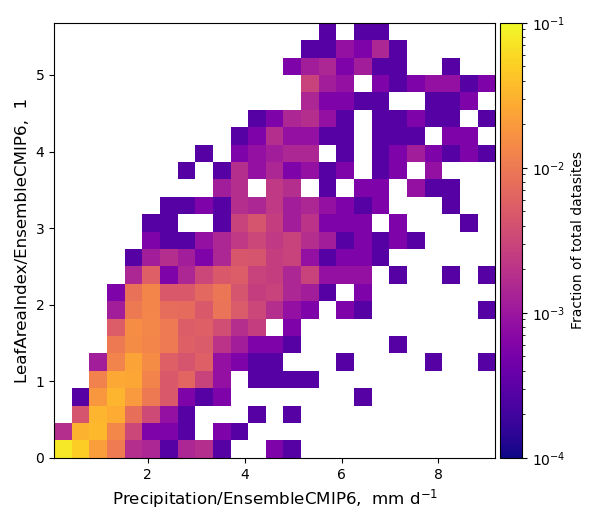 LeafAreaIndex/EnsembleCMIP6, 1
5
4
3
2
1
0
2 4 6 8
Precipitation/EnsembleCMIP6, mm d⁻¹
10⁻¹
10⁻²
10⁻³
10⁻⁴
Fraction of total datasites